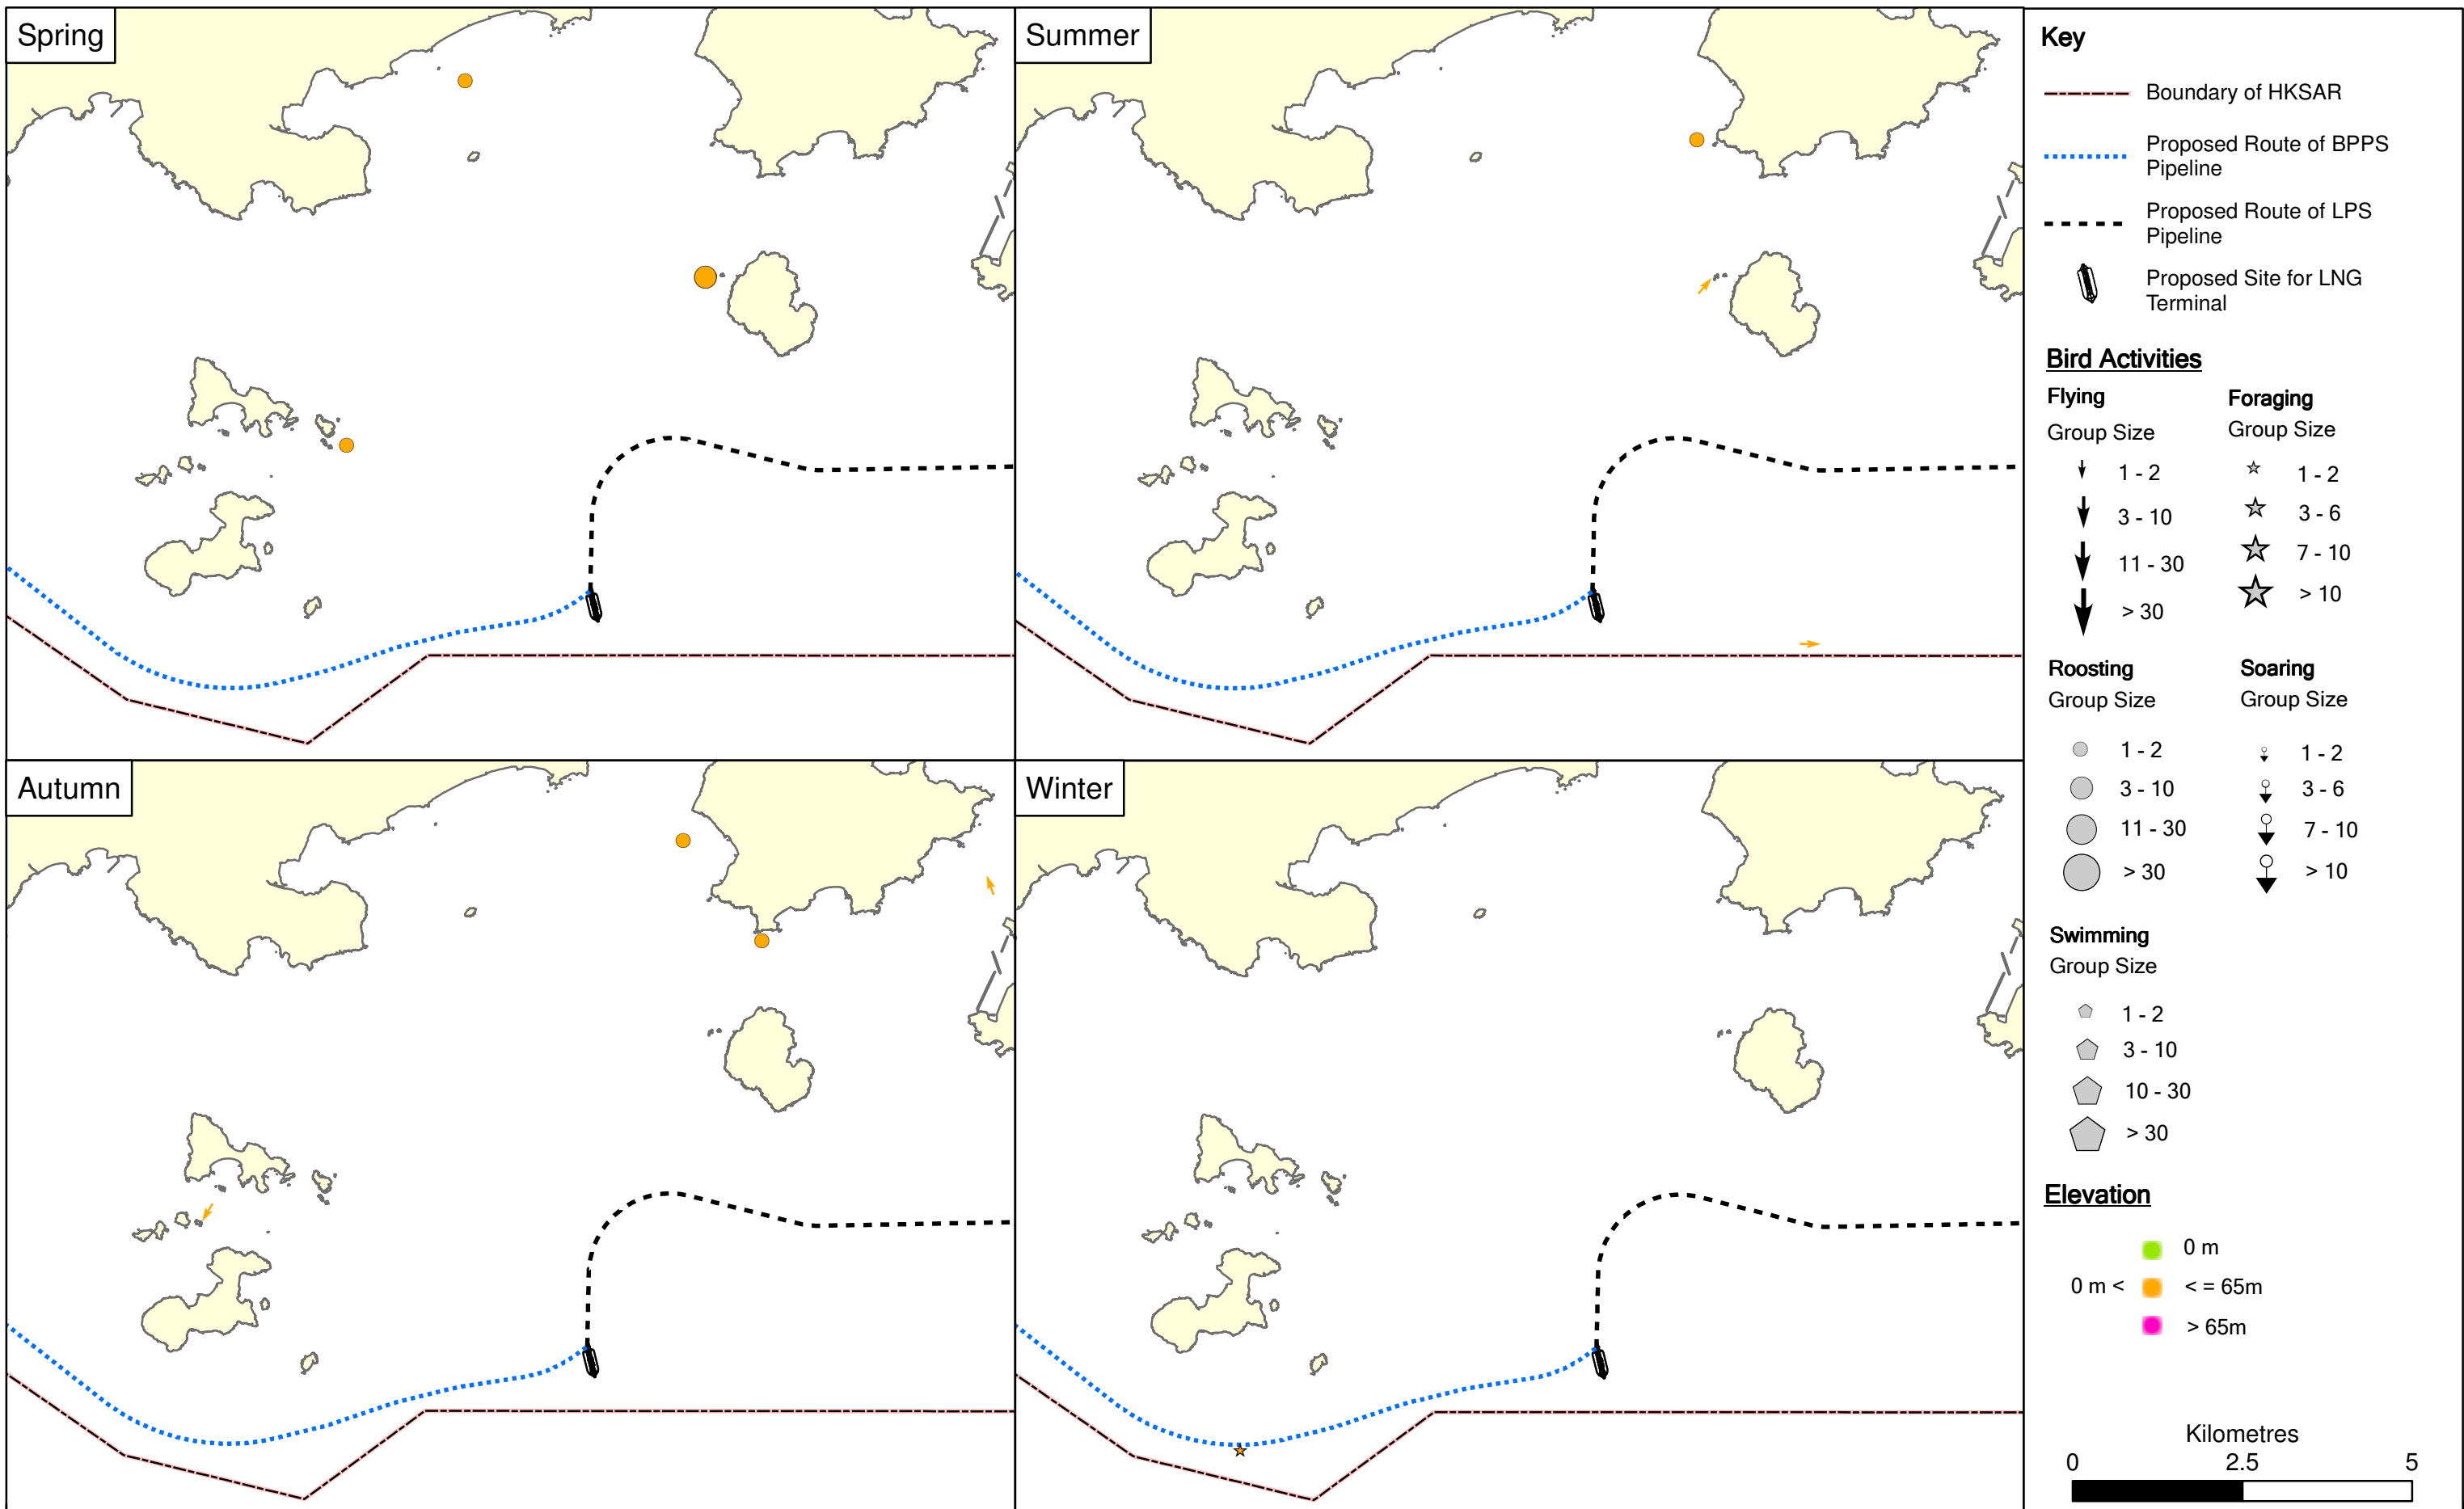 Spring
Summer
Autumn
Winter
Key
Boundary of HKSAR
Proposed Route of BPPS
Pipeline
Proposed Route of LPS
Pipeline
Proposed Site for LNG
Terminal
Bird Activities
Flying
Group Size
1 - 2
3 - 10
11 - 30
> 30
Foraging
Group Size
1 - 2
3 - 6
7 - 10
> 10
Roosting
Group Size
1 - 2
3 - 10
11 - 30
> 30
Soaring
Group Size
1 - 2
3 - 6
7 - 10
> 10
Swimming
Group Size
1 - 2
3 - 10
10 - 30
> 30
Elevation
0 m
0 m < < = 65m
> 65m
Kilometres
0 2.5 5